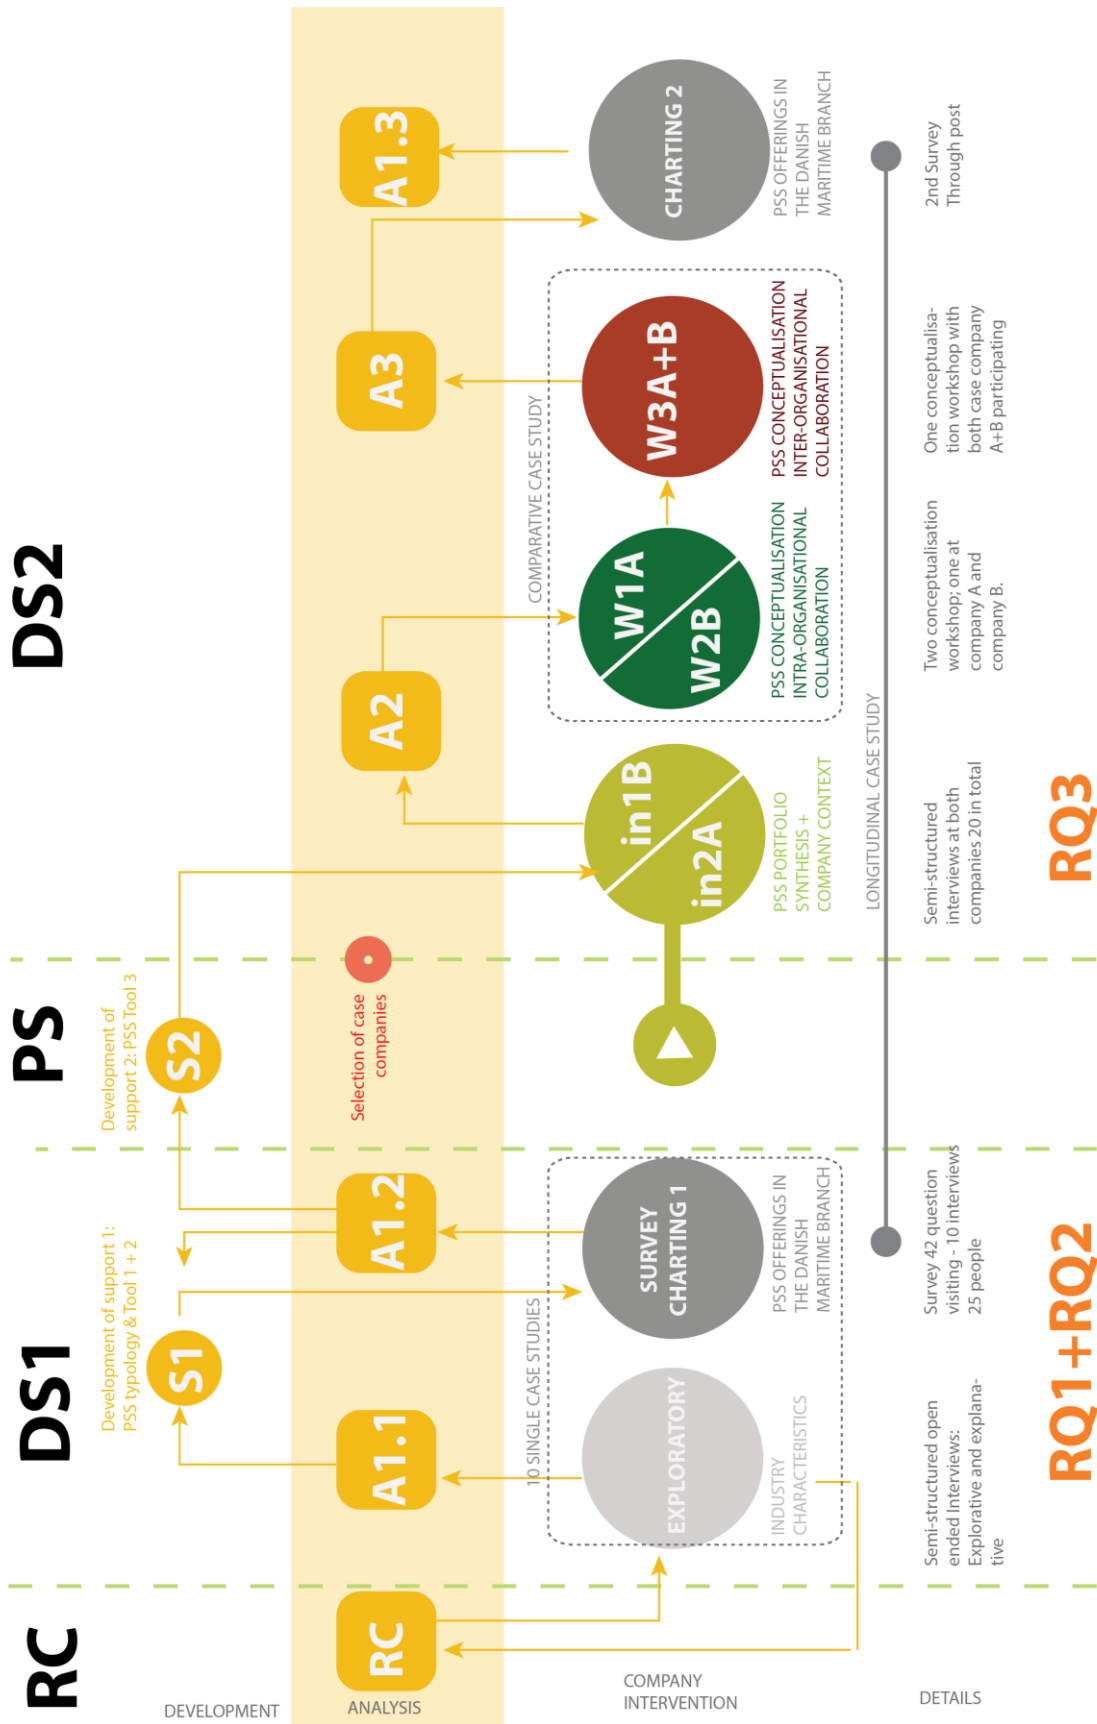 RC
DS1
PS
DS2
DEVELOPMENT
Development of support 1:
PSS typology & Tool 1 + 2
S1
Development of
support 2: PSS Tool 3
S2
ANALYSIS
RC
A1.1
A1.2
Selection of case
companies
A2
A3
A1.3
COMPANY
INTERVENTION
10 SINGLE CASE STUDIES
EXPLORATORY
INDUSTRY
CHARACTERISTICS
SURVEY
CHARTING 1
PSS OFFERINGS IN
THE DANISH
MARITIME BRANCH
in1B
in2A
PSS PORTFOLIO
SYNTHESIS +
COMPANY CONTEXT
COMPARATIVE CASE STUDY
W1A
W2B
PSS CONCEPTUALISATION
INTRA-ORGANISATIONAL
COLLABORATION
W3A+B
PSS CONCEPTUALISATION
INTER-ORGANISATIONAL
COLLABORATION
CHARTING 2
PSS OFFERINGS IN
THE DANISH
MARITIME BRANCH
LONGITUDINAL CASE STUDY
DETAILS
Semi-structured open
ended Interviews:
Explorative and explana-
tive
Survey 42 question
visiting - 10 interviews
25 people
Semi-structured
interviews at both
companies 20 in total
Two conceptualisation
workshop; one at
company A and
company B.
One conceptualisa-
tion workshop with
both case company
A+B participating
2nd Survey
Through post
RQ1+RQ2
RQ3